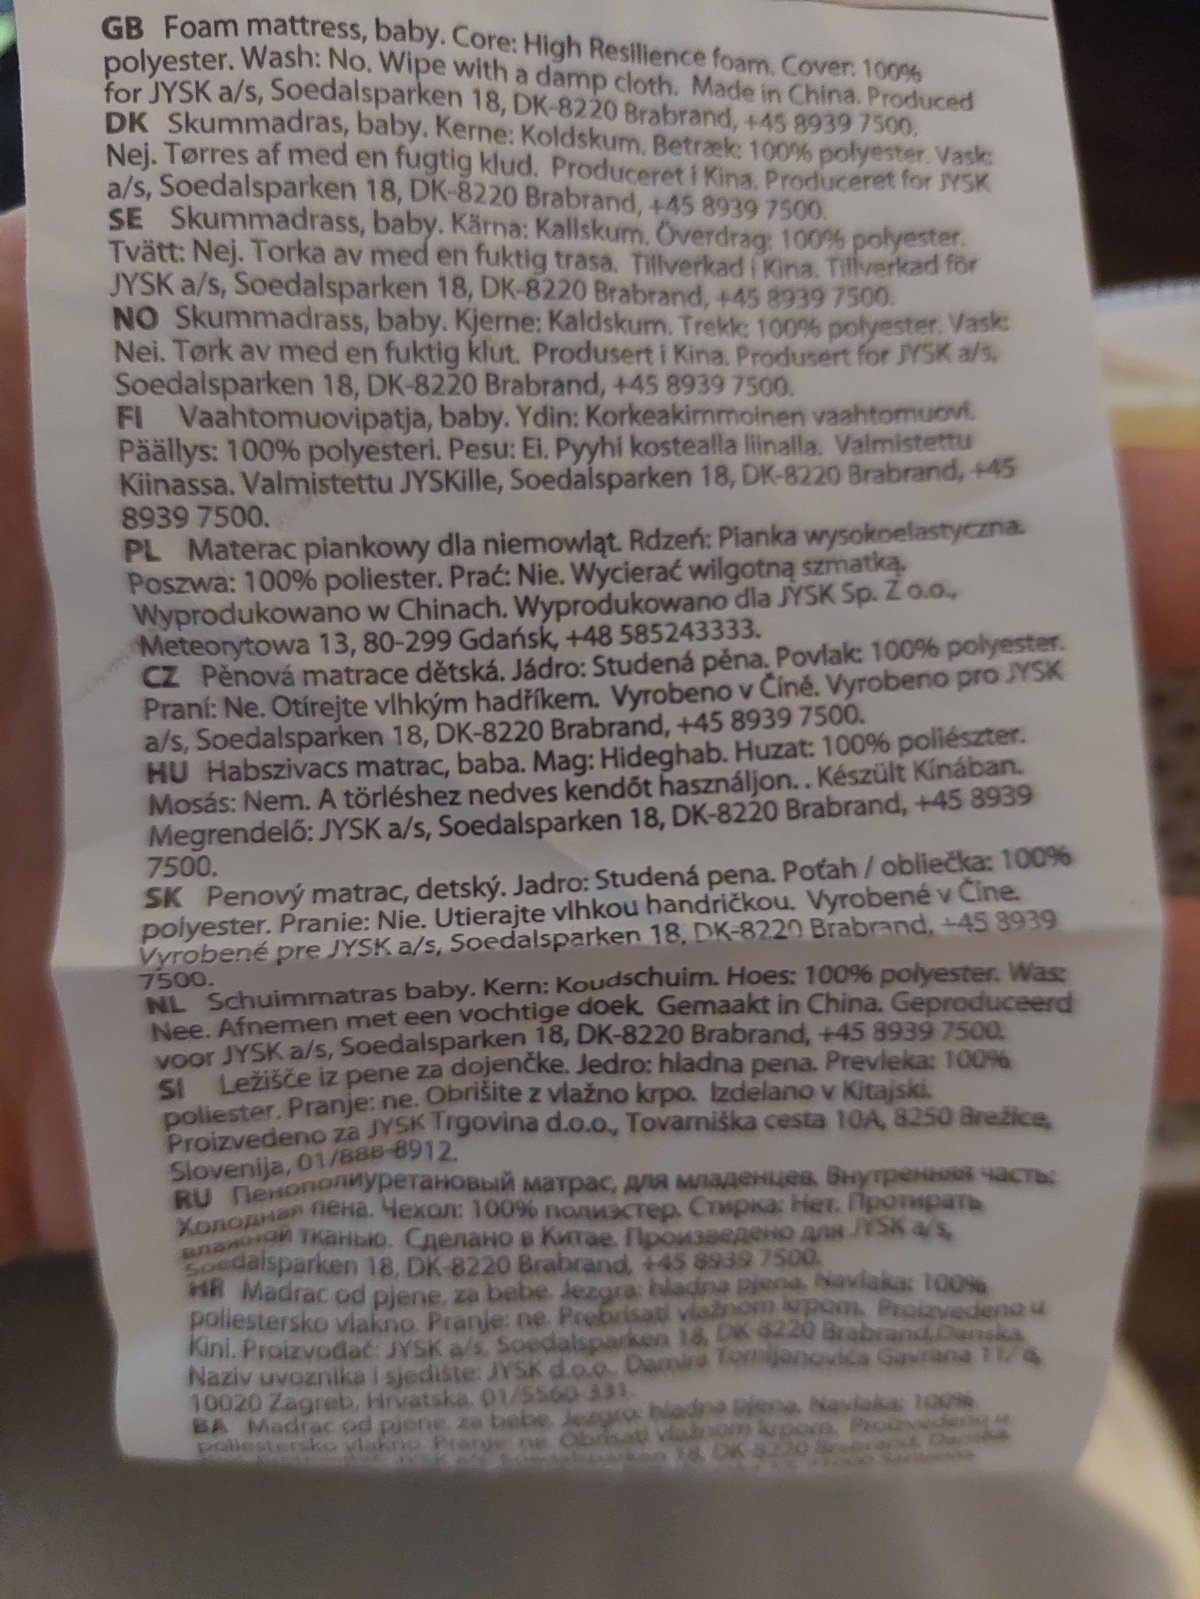 GB Foam mattress, baby. Core: High Resilience foam. Cover: 100%
polyester. Wash: No. Wipe with a damp cloth. Made in China. Produced
for JYSK a/s, Soedalsparken 18, DK-8220 Brabrand, +45 8939 7500.
DK Skummadras, baby. Kerne: Koldskum. Betræk: 100% polyester. Vask:
Nej. Tørres af med en fugtig klud. Produceret i Kina. Produceret for JYSK
a/s, Soedalsparken 18, DK-8220 Brabrand, +45 8939 7500.
SE Skummadrass, baby. Kärna: Kallskum. Överdrag: 100% polyester.
Tvätt: Nej. Torka av med en fuktig trasa. Tillverkad i Kina. Tillverkad för
JYSK a/s, Soedalsparken 18, DK-8220 Brabrand, +45 8939 7500.
NO Skummadrass, baby. Kjerne: Kaldskum. Trekk: 100% polyester. Vask:
Nei. Tørk av med en fuktig klut. Produsert i Kina. Produsert for JYSK a/s,
Soedalsparken 18, DK-8220 Brabrand, +45 8939 7500.
FI Vaahtomuovipatja, baby. Ydin: Korkeakimmoinen vaahtomuovi.
Päällys: 100% polyesteri. Pesu: Ei. Pyyhi kostealla liinalla. Valmistettu
Kiinassa. Valmistettu JYSKille, Soedalsparken 18, DK-8220 Brabrand, +45
8939 7500.
PL Materac piankowy dla niemowląt. Rdzeń: Pianka wysokoelastyczna.
Poszwa: 100% poliester. Prać: Nie. Wycierać wilgotną szmatką.
Wyprodukowano w Chinach. Wyprodukowano dla JYSK Sp. Z o.o.,
Meteorytowa 13, 80-299 Gdańsk, +48 585243333.
CZ Pěnová matrace dětská. Jádro: Studená pěna. Povlak: 100% polyester.
Praní: Ne. Otírejte vlhkým hadříkem. Vyrobeno v Číně. Vyrobeno pro JYSK
a/s, Soedalsparken 18, DK-8220 Brabrand, +45 8939 7500.
HU Habszivacs matrac, baba. Mag: Hideghab. Huzat: 100% poliészter.
Mosás: Nem. A törléshez nedves kendőt használjon. . Készült Kínában.
Megrendelő: JYSK a/s, Soedalsparken 18, DK-8220 Brabrand, +45 8939
7500.
SK Penový matrac, detský. Jadro: Studená pena. Poťah / obliečka: 100%
polyester. Pranie: Nie. Utierajte vlhkou handričkou. Vyrobené v Číne.
Vyrobené pre JYSK a/s, Soedalsparken 18, DK-8220 Brabrand, +45 8939
7500.
NL Schuimmatras baby. Kern: Koudschuim. Hoes: 100% polyester. Was:
Nee. Afnemen met een vochtige doek. Gemaakt in China. Geproduceerd
voor JYSK a/s, Soedalsparken 18, DK-8220 Brabrand, +45 8939 7500.
SI Ležišče iz pene za dojenčke. Jedro: hladna pena. Prevleka: 100%
poliester. Pranje: ne. Obrišite z vlažno krpo. Izdelano v Kitajski.
Proizvedeno za JYSK Trgovina d.o.o., Tovarniška cesta 10A, 8250 Brežice,
Slovenija, 01/888-8912.
RU Пенополиуретановый матрас, для младенцев. Внутренняя часть:
Холодная пена. Чехол: 100% полиэстер. Стирка: Нет. Протирать
влажной тканью. Сделано в Китае. Произведено для JYSK a/s,
Soedalsparken 18, DK-8220 Brabrand, +45 8939 7500.
HR Madrac od pjene, za bebe. Jezgra: hladna pjena. Navlaka: 100%
poliestersko vlakno. Pranje: ne. Prebrisati vlažnom krpom. Proizvedeno u
Kini. Proizvođač: JYSK a/s, Soedalsparken 18, DK-8220 Brabrand, Danska.
Naziv uvoznika i sjedište: JYSK d.o.o., Damira Tomljanovića Gavrana 11/
10020 Zagreb, Hrvatska, 01/5560 331.
BA Madrac od pjene, za bebe. Jezgro: hladna pjena. Navlaka: 100%
poliestersko vlakno. Pranje: ne. Obrisati vlažnom krpom. Proizvedeno u
JYSK a/s Soedalsparken 18, DK-8220 Brabrand, Danska.